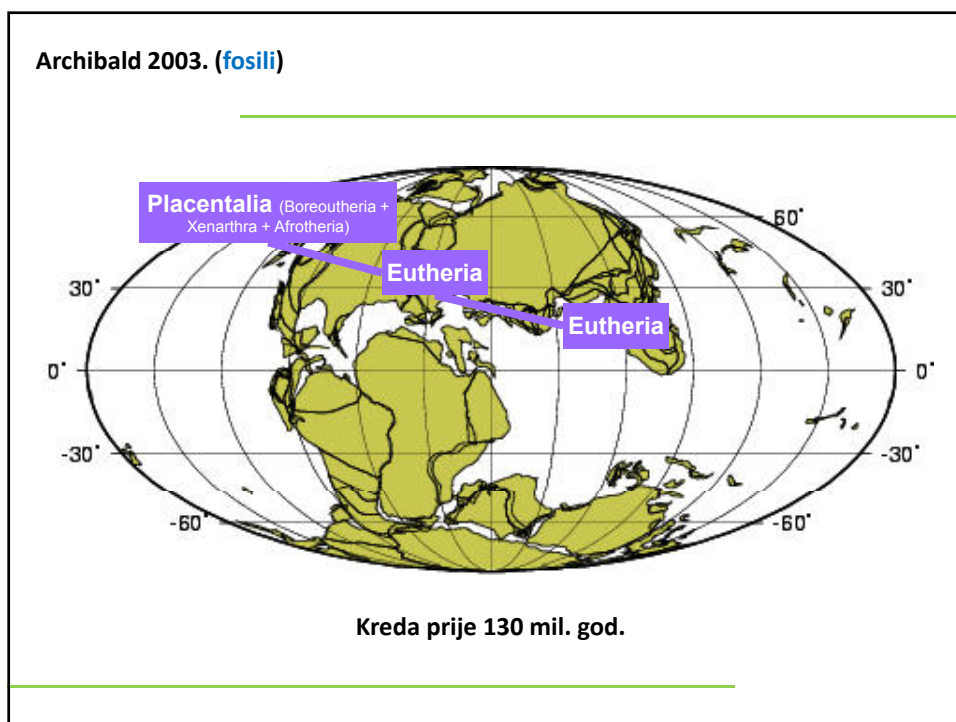 Archibald 2003. (fosili)
Placentalia (Boreoutheria +
Xenarthra + Afrotheria)
60°
60°
Eutheria
30°
30°
Eutheria
0°
0°
-30°
-30°
-60°
-60°
Kreda prije 130 mil. god.